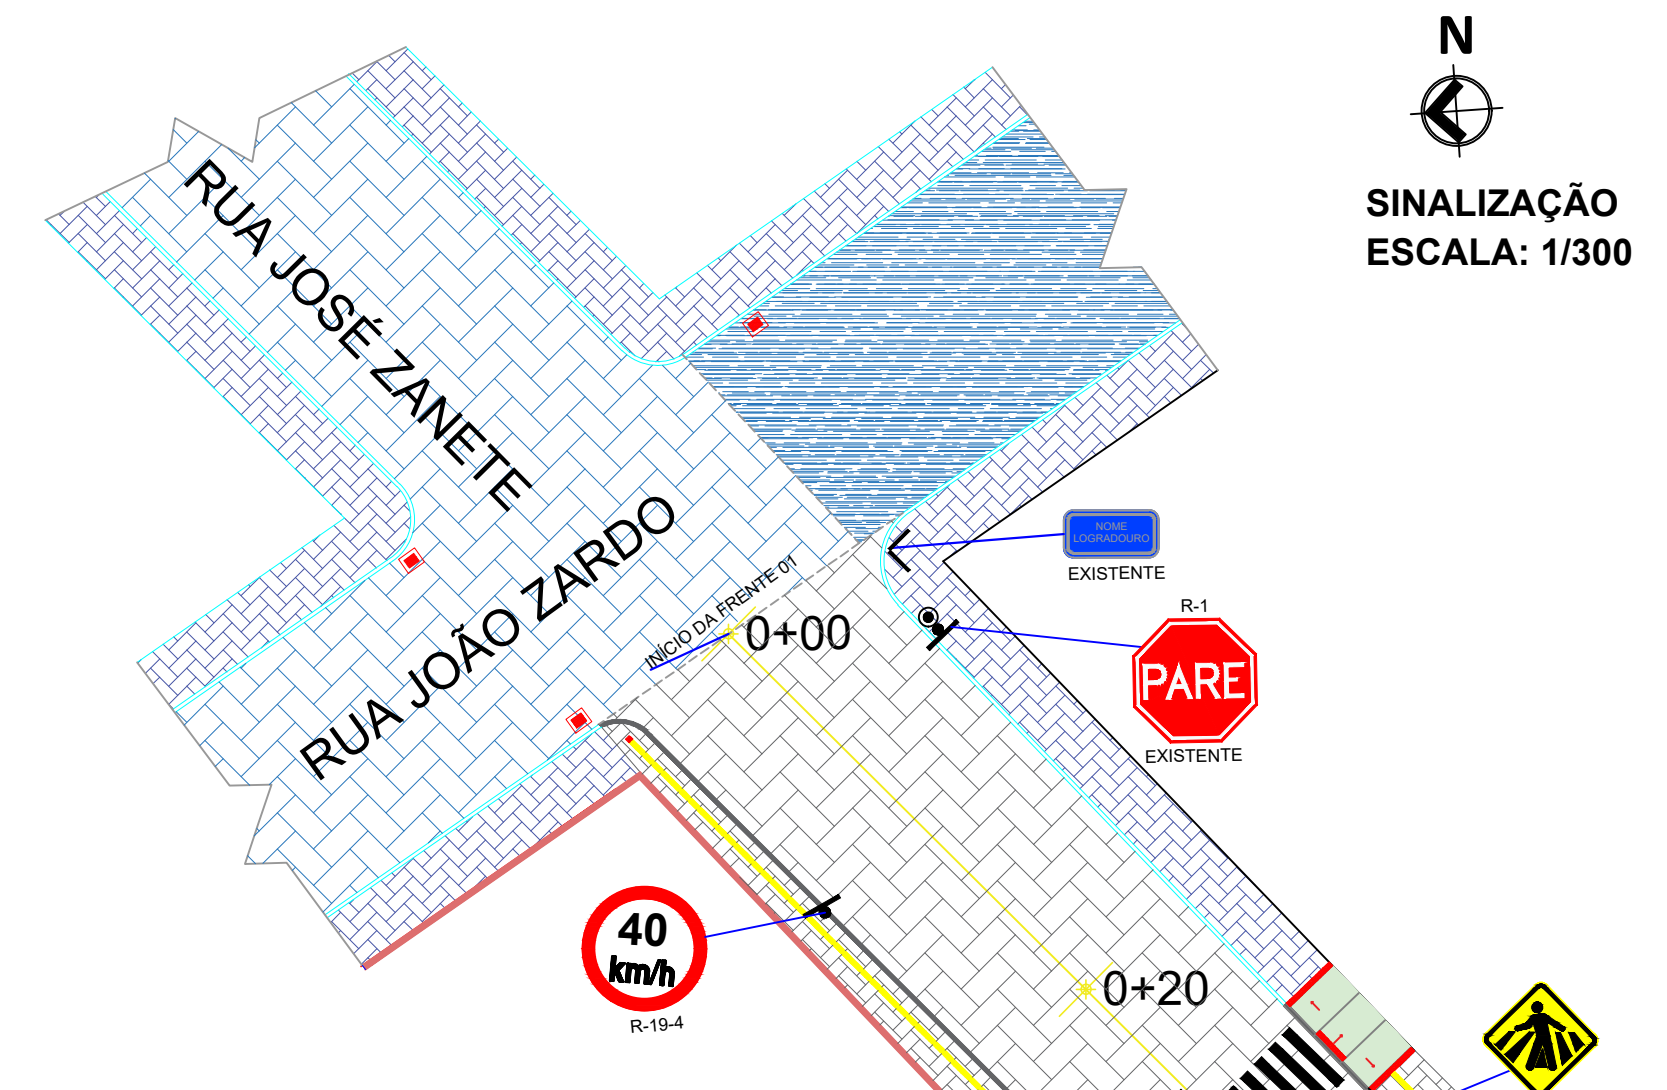 N
SINALIZAÇÃO
ESCALA: 1/300
RUA JOSÉ ZANETE
RUA JOÃO ZARDO
INÍCIO DA FRENTE 01
0+00
NOME
LOGRADOURO
EXISTENTE
R-1
PARE
EXISTENTE
40
km/h
R-19-4
0+20